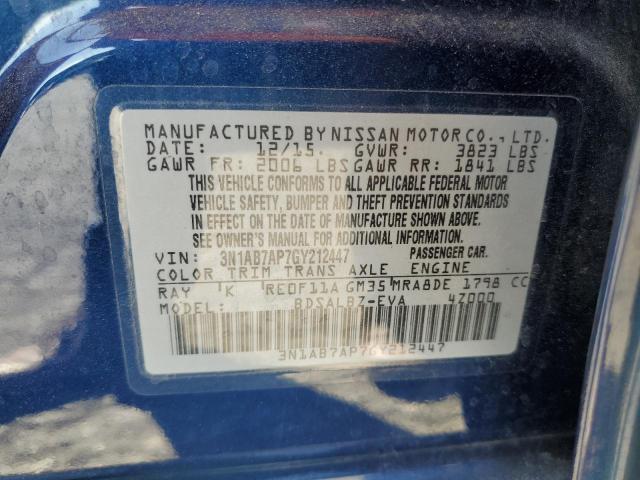 MANUFACTURED BY NISSAN MOTOR CO., LTD.
DATE: 12/15. GVWR: 3823 LBS
GAWR FR: 2006 LBS GAWR RR: 1841 LBS
THIS VEHICLE CONFORMS TO ALL APPLICABLE FEDERAL MOTOR
VEHICLE SAFETY, BUMPER AND THEFT PREVENTION STANDARDS
IN EFFECT ON THE DATE OF MANUFACTURE SHOWN ABOVE.
SEE OWNER'S MANUAL FOR ADDITIONAL INFORMATION.
VIN: 3N1AB7AP7GY212447 PASSENGER CAR.
COLOR TRIM TRANS AXLE ENGINE
RAY K RE0F11A GM35 MRA8DE 1798 CC
MODEL: BDSALBZ-EVA 4Z000
3N1AB7AP7GY212447